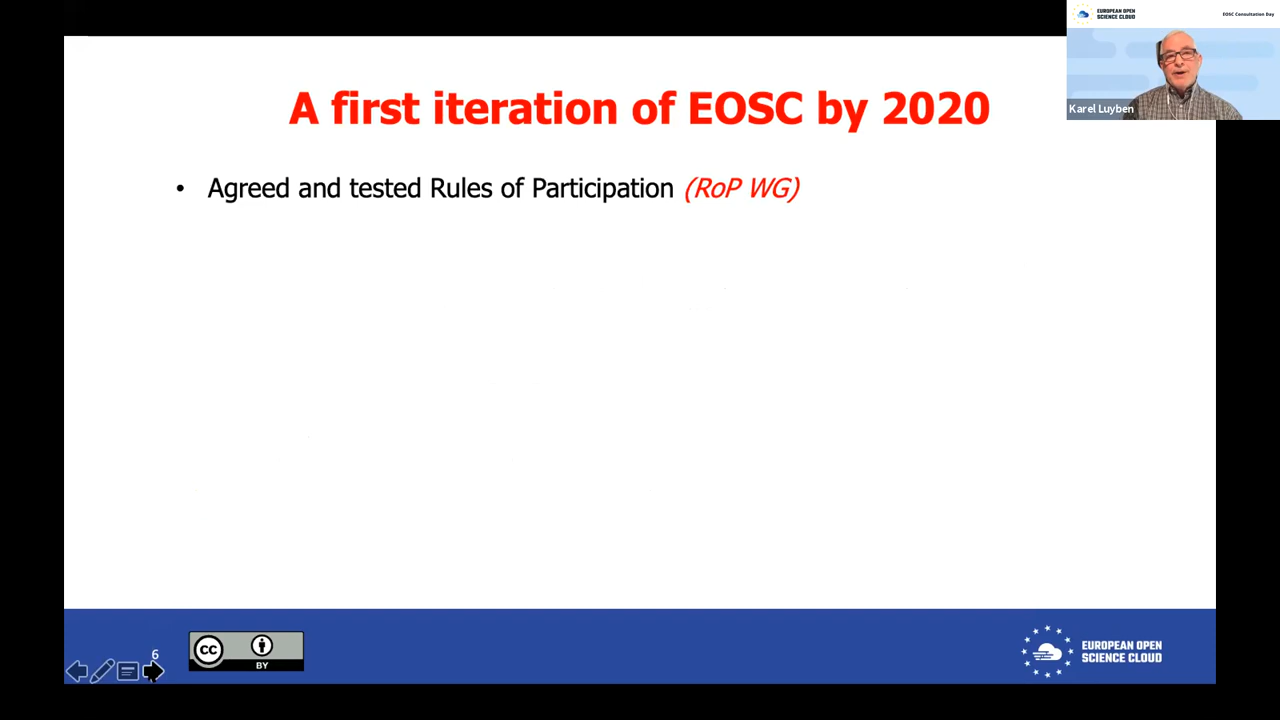 EUROPEAN OPEN
SCIENCE CLOUD
EOSC Consultation Day
Karel Luyben
A first iteration of EOSC by 2020
• Agreed and tested Rules of Participation (RoP WG)
6
CC
BY
EUROPEAN OPEN
SCIENCE CLOUD